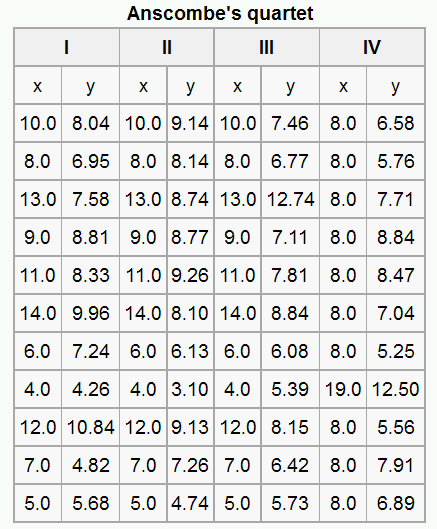 Anscombe's quartet
I II III IV
x y x y x y x y
10.0 8.04 10.0 9.14 10.0 7.46 8.0 6.58
8.0 6.95 8.0 8.14 8.0 6.77 8.0 5.76
13.0 7.58 13.0 8.74 13.0 12.74 8.0 7.71
9.0 8.81 9.0 8.77 9.0 7.11 8.0 8.84
11.0 8.33 11.0 9.26 11.0 7.81 8.0 8.47
14.0 9.96 14.0 8.10 14.0 8.84 8.0 7.04
6.0 7.24 6.0 6.13 6.0 6.08 8.0 5.25
4.0 4.26 4.0 3.10 4.0 5.39 19.0 12.50
12.0 10.84 12.0 9.13 12.0 8.15 8.0 5.56
7.0 4.82 7.0 7.26 7.0 6.42 8.0 7.91
5.0 5.68 5.0 4.74 5.0 5.73 8.0 6.89